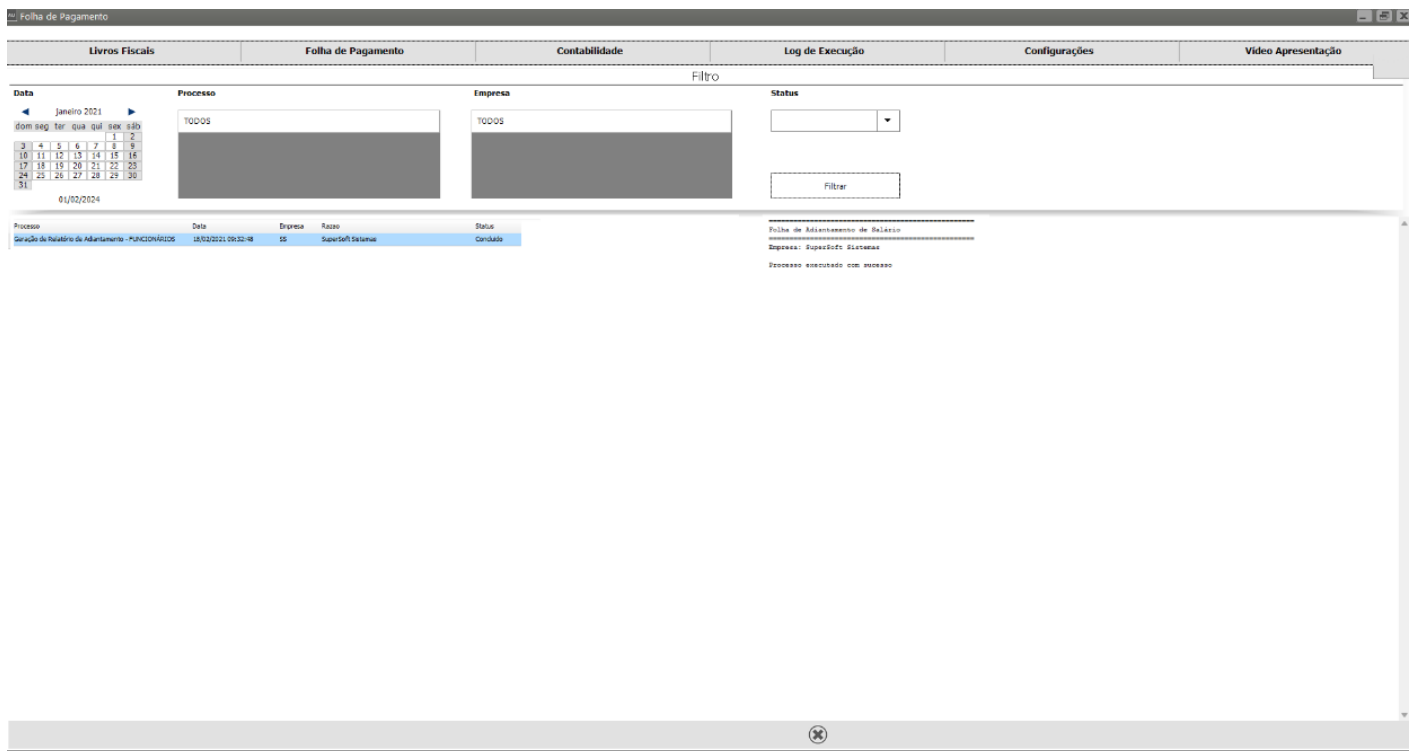 Folha de Pagamento
Livros Fiscais Folha de Pagamento Contabilidade Log de Execução Configurações Vídeo Apresentação
Filtro
Data Processo Empresa Status
janeiro 2021
dom seg ter qua qui sex sáb
1 2
3 4 5 6 7 8 9
10 11 12 13 14 15 16
17 18 19 20 21 22 23
24 25 26 27 28 29 30
31
01/02/2024
TODOS
TODOS
Filtrar
Processo Data Empresa Razao Status
Geração de Relatório de Adiantamento - FUNCIONÁRIOS 18/02/2021 09:32:48 SS SuperSoft Sistemas Concluido
Folha de Adiantamento de Salário
Empresa: SuperSoft Sistemas
Processo executado com sucesso